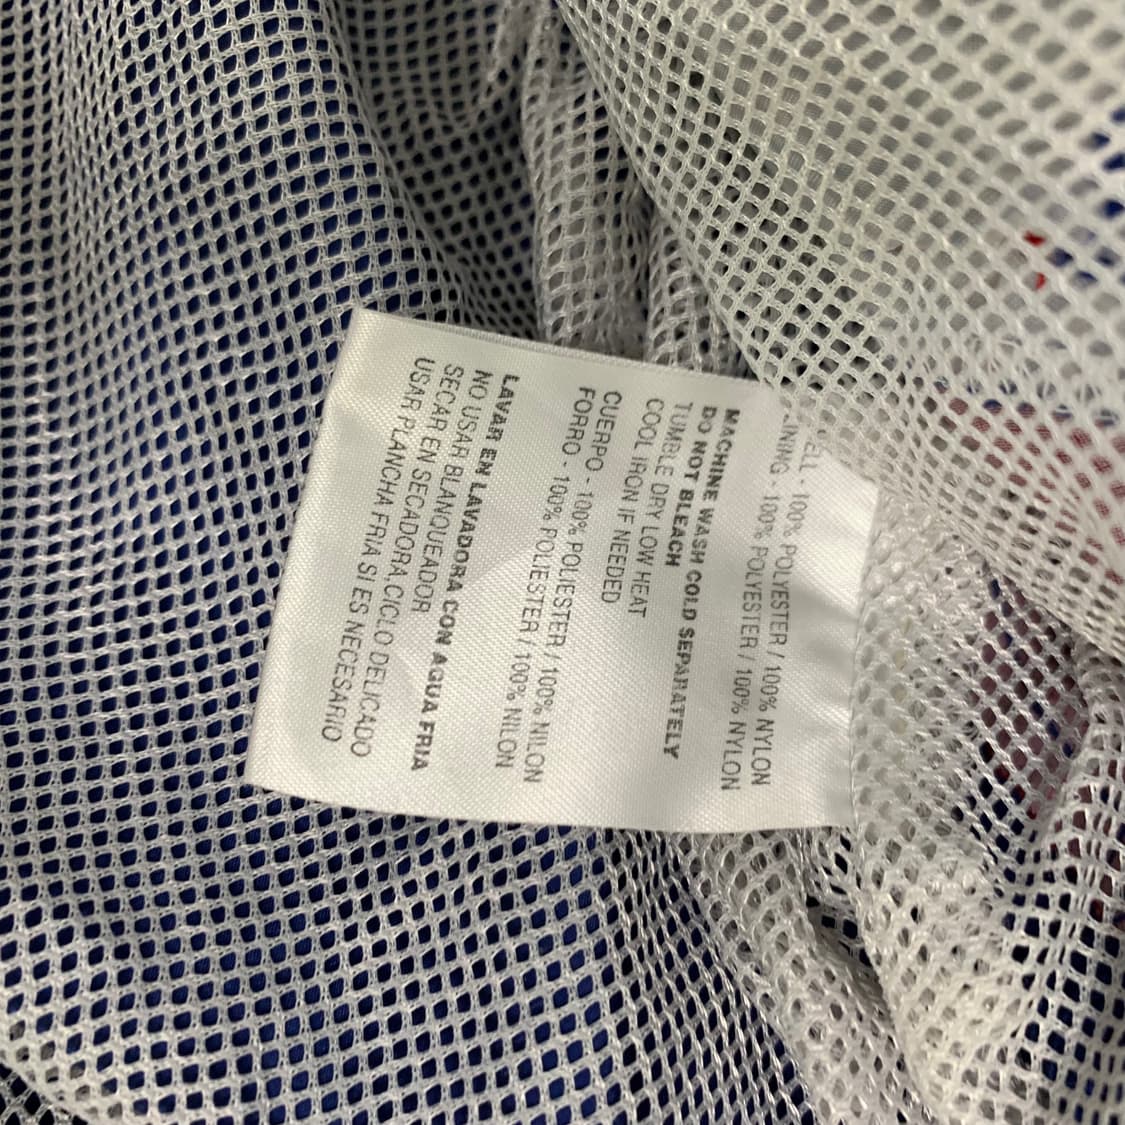 ELL - 100% POLYESTER / 100% NYLON
LINING - 100% POLYESTER / 100% NYLON
MACHINE WASH COLD SEPARATELY
DO NOT BLEACH
TUMBLE DRY LOW HEAT
COOL IRON IF NEEDED
CUERPO - 100% POLIESTER / 100% NILON
FORRO - 100% POLIESTER / 100% NILON
LAVAR EN LAVADORA CON AGUA FRIA
NO USAR BLANQUEADOR
SECAR EN SECADORA,CICLO DELICADO
USAR PLANCHA FRIA SI ES NECESARIO